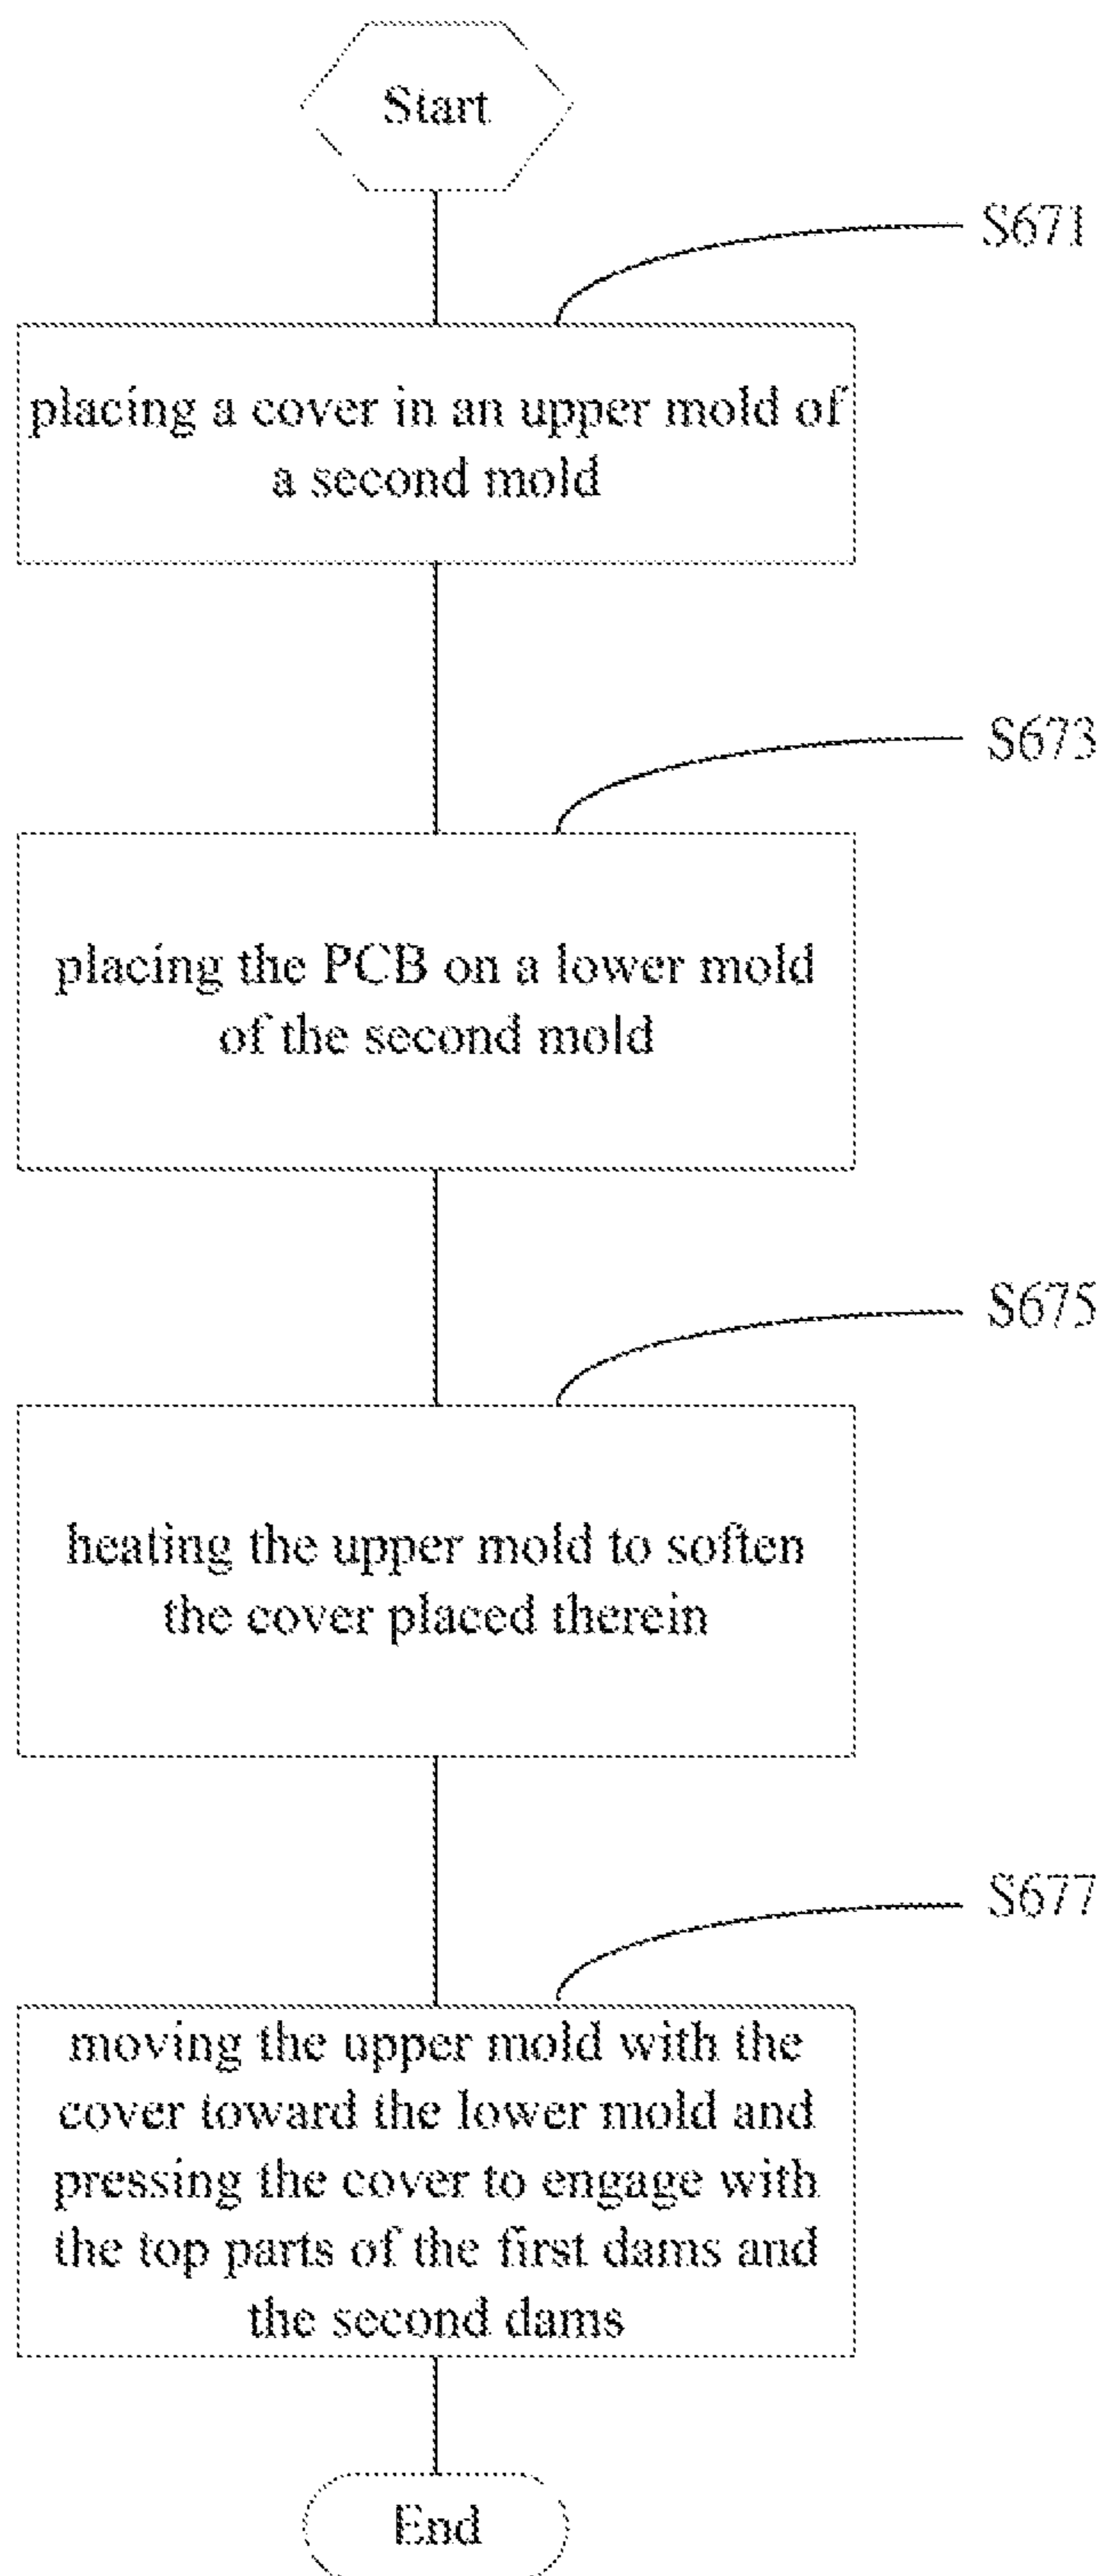 Start
S671
placing a cover in an upper mold of
a second mold
S673
placing the PCB on a lower mold
of the second mold
S675
heating the upper mold to soften
the cover placed therein
S677
moving the upper mold with the
cover toward the lower mold and
pressing the cover to engage with
the top parts of the first dams and
the second dams
End